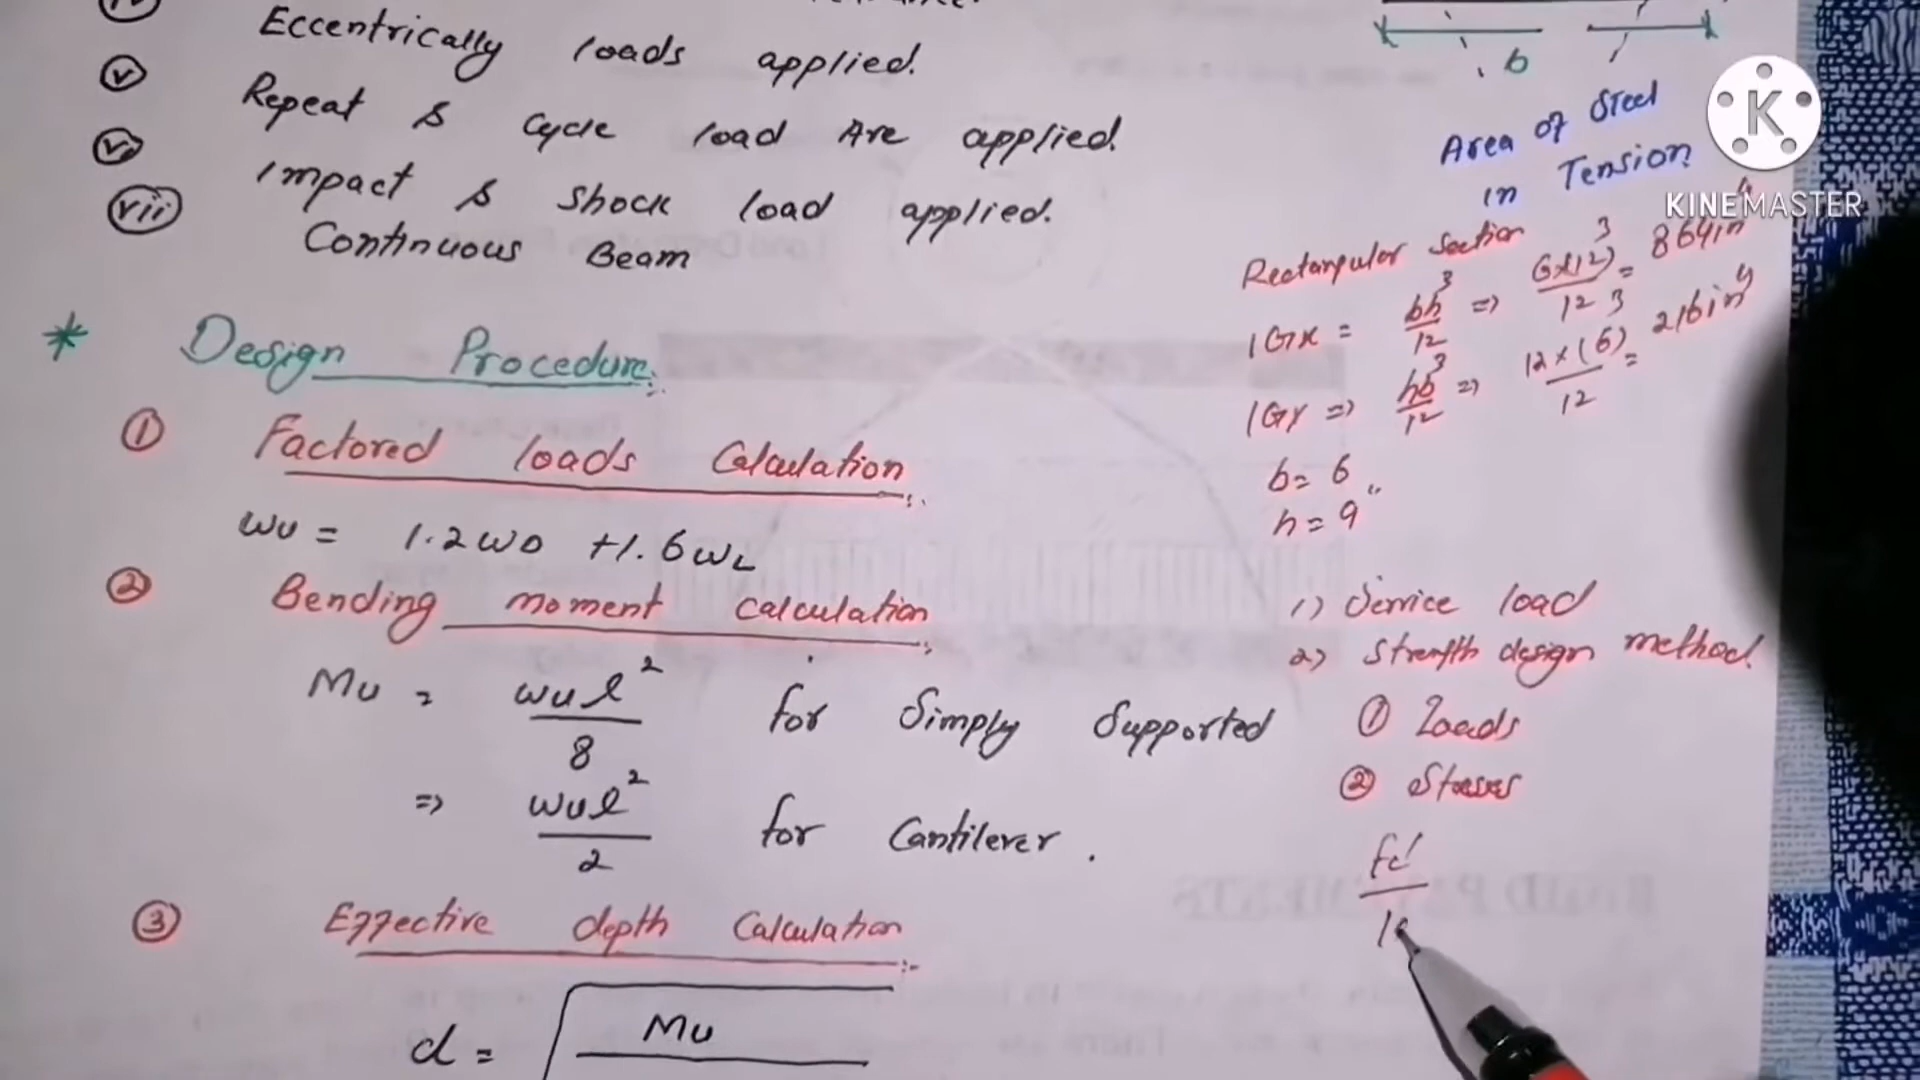 Eccentrically loads applied.
v Repeat & Cycle load Are applied.
Impact & Shock load applied.
vii Continuous Beam
* Design Procedure:
① Factored loads Calculation
wu = 1.2wD +1.6wL
② Bending moment calculation
Mu = wul²/8 for Simply Supported
=> wul²/2 for Cantilever.
③ Effective depth Calculation
d = √ Mu
b
Area of Steel
in Tension
KINEMASTER
Rectangular Section
IGx = bh³/12 => 6x(12)³/12 = 864in⁴
IGy => hb³/12 => 12x(6)³/12 = 216in⁴
b= 6"
h= 9"
1) Service load
2) Strength design method.
① Loads
② Stresses
fc'